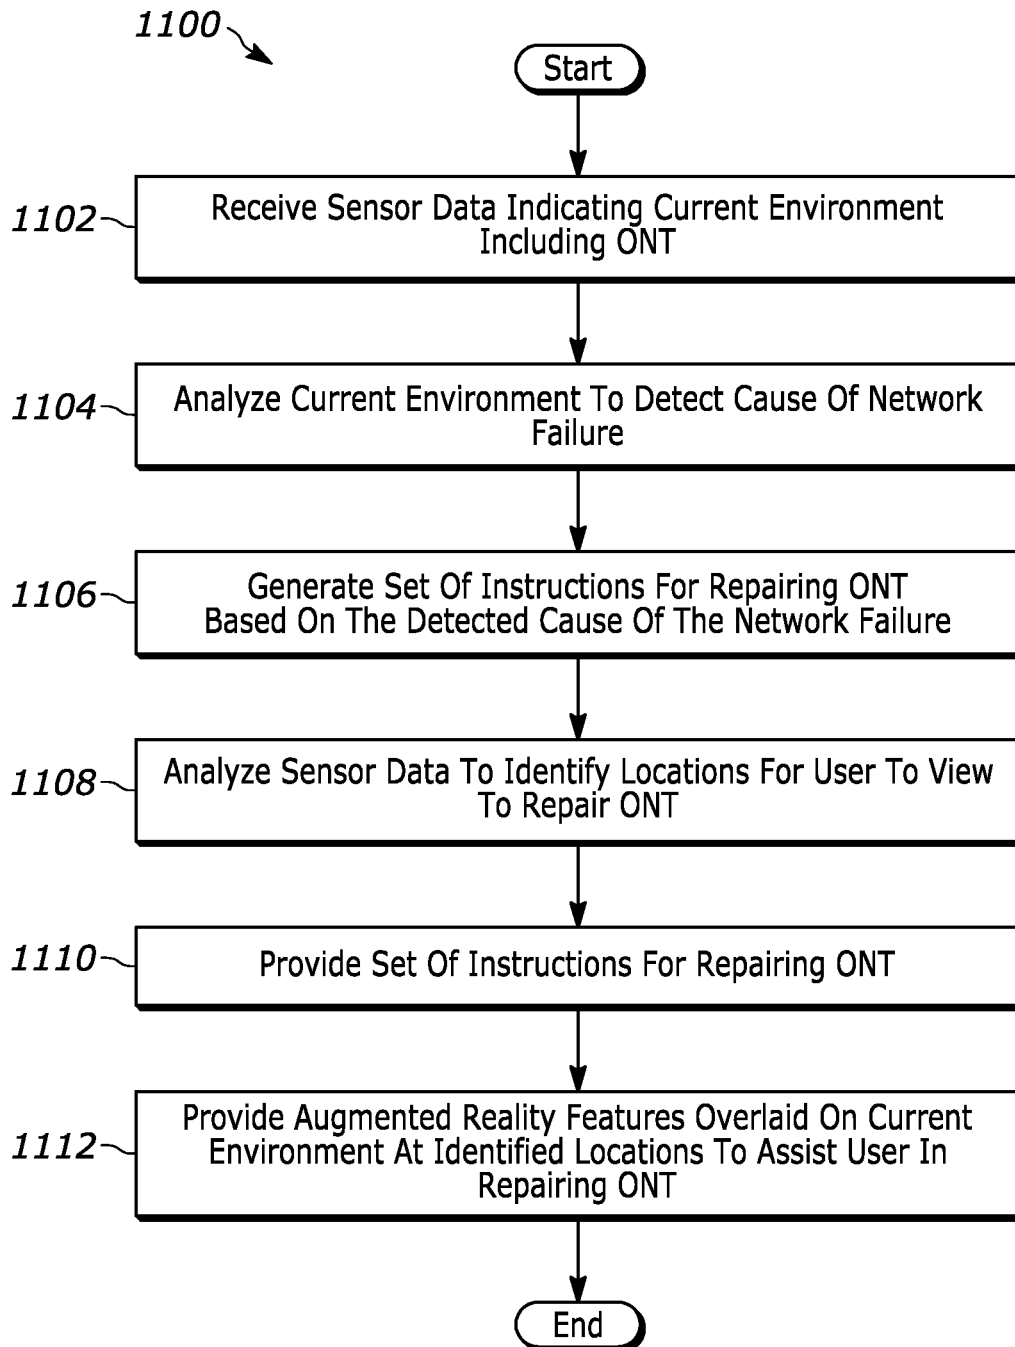 1100
Start
1102
Receive Sensor Data Indicating Current Environment
Including ONT
1104
Analyze Current Environment To Detect Cause Of Network
Failure
1106
Generate Set Of Instructions For Repairing ONT
Based On The Detected Cause Of The Network Failure
1108
Analyze Sensor Data To Identify Locations For User To View
To Repair ONT
1110
Provide Set Of Instructions For Repairing ONT
1112
Provide Augmented Reality Features Overlaid On Current
Environment At Identified Locations To Assist User In
Repairing ONT
End